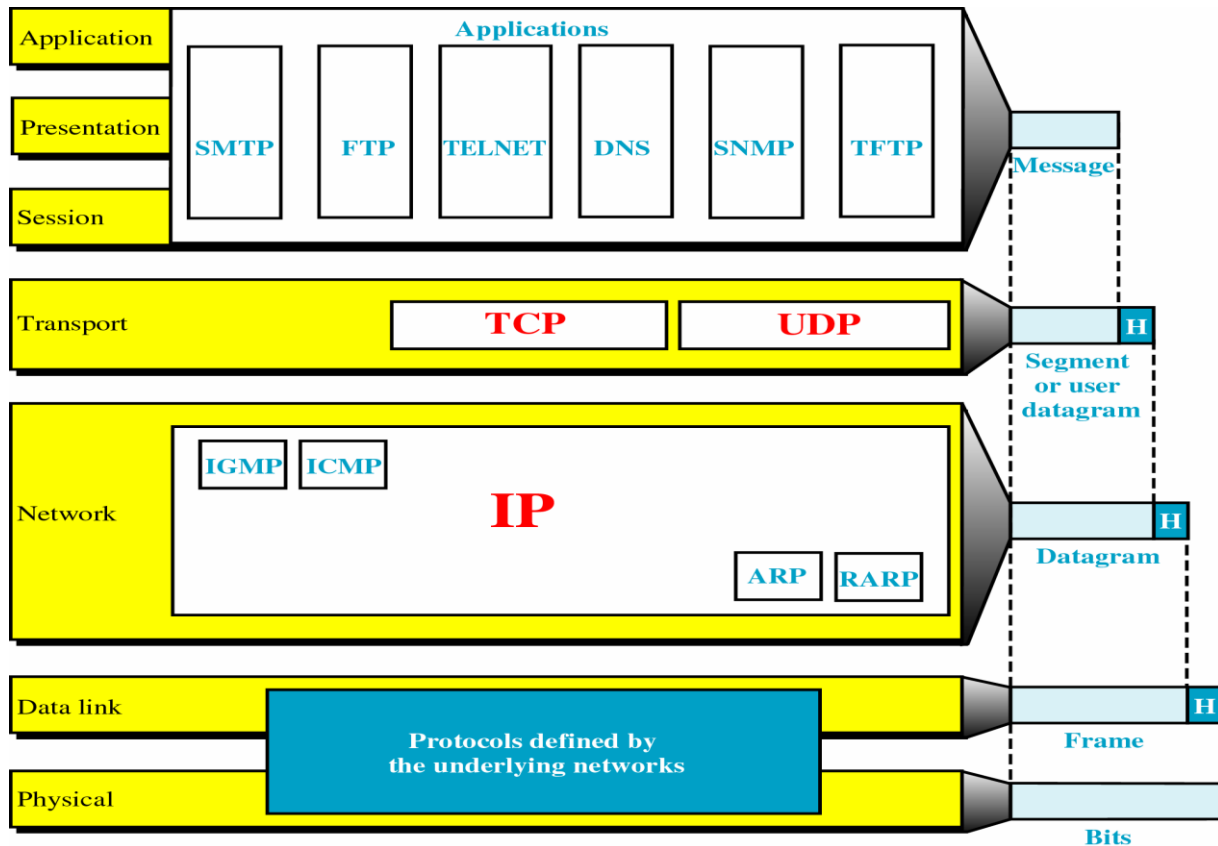 Application
Applications
Presentation
SMTP
FTP
TELNET
DNS
SNMP
TFTP
Message
Session
Transport
TCP
UDP
H
Segment
or user
datagram
Network
IGMP
ICMP
IP
ARP
RARP
H
Datagram
Data link
Protocols defined by
the underlying networks
H
Frame
Physical
Bits